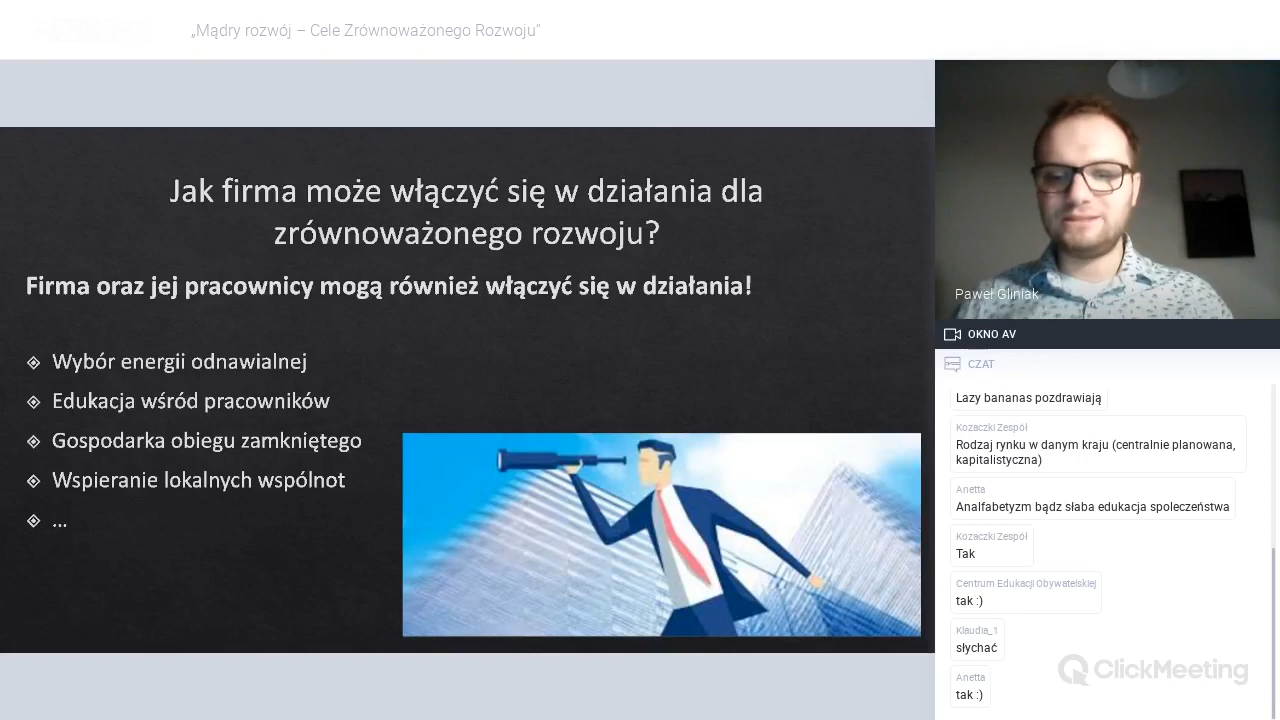 „Mądry rozwój – Cele Zrównoważonego Rozwoju”
Jak firma może włączyć się w działania dla
zrównoważonego rozwoju?
Firma oraz jej pracownicy mogą również włączyć się w działania!
Wybór energii odnawialnej
Edukacja wśród pracowników
Gospodarka obiegu zamkniętego
Wspieranie lokalnych wspólnot
...
Paweł Gliniak
OKNO AV
CZAT
Lazy bananas pozdrawiają
Kozaczki Zespół
Rodzaj rynku w danym kraju (centralnie planowana,
kapitalistyczna)
Anetta
Analfabetyzm bądz słaba edukacja spoleczeństwa
Kozaczki Zespół
Tak
Centrum Edukacji Obywatelskiej
tak :)
Klaudia_1
słychać
Anetta
tak :)
ClickMeeting